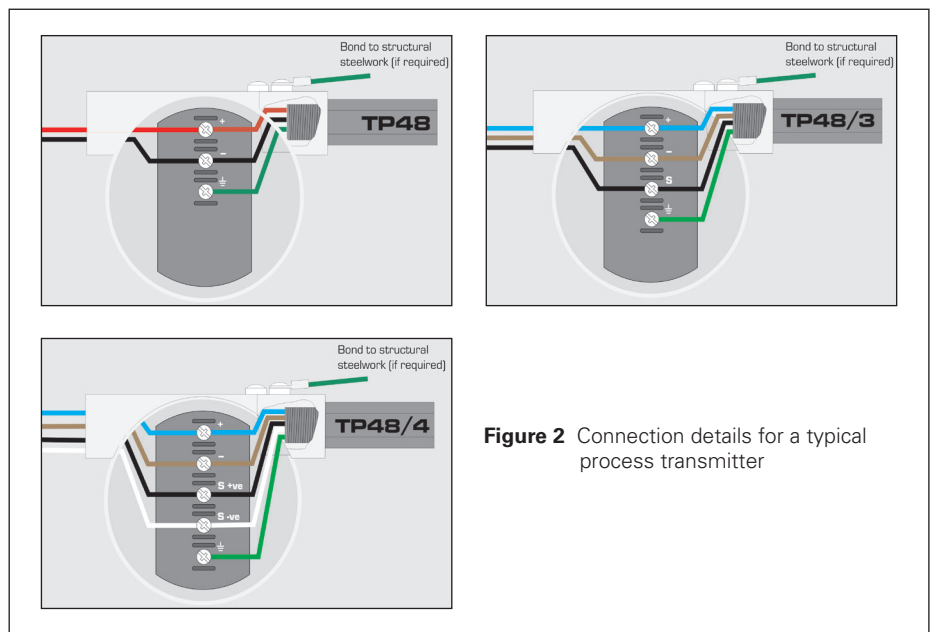 Bond to structural
steelwork (if required)
+
TP48
−
⏚
Bond to structural
steelwork (if required)
+
TP48/3
−
S
⏚
Bond to structural
steelwork (if required)
+
TP48/4
−
S +ve
S -ve
⏚
Figure 2 Connection details for a typical
process transmitter